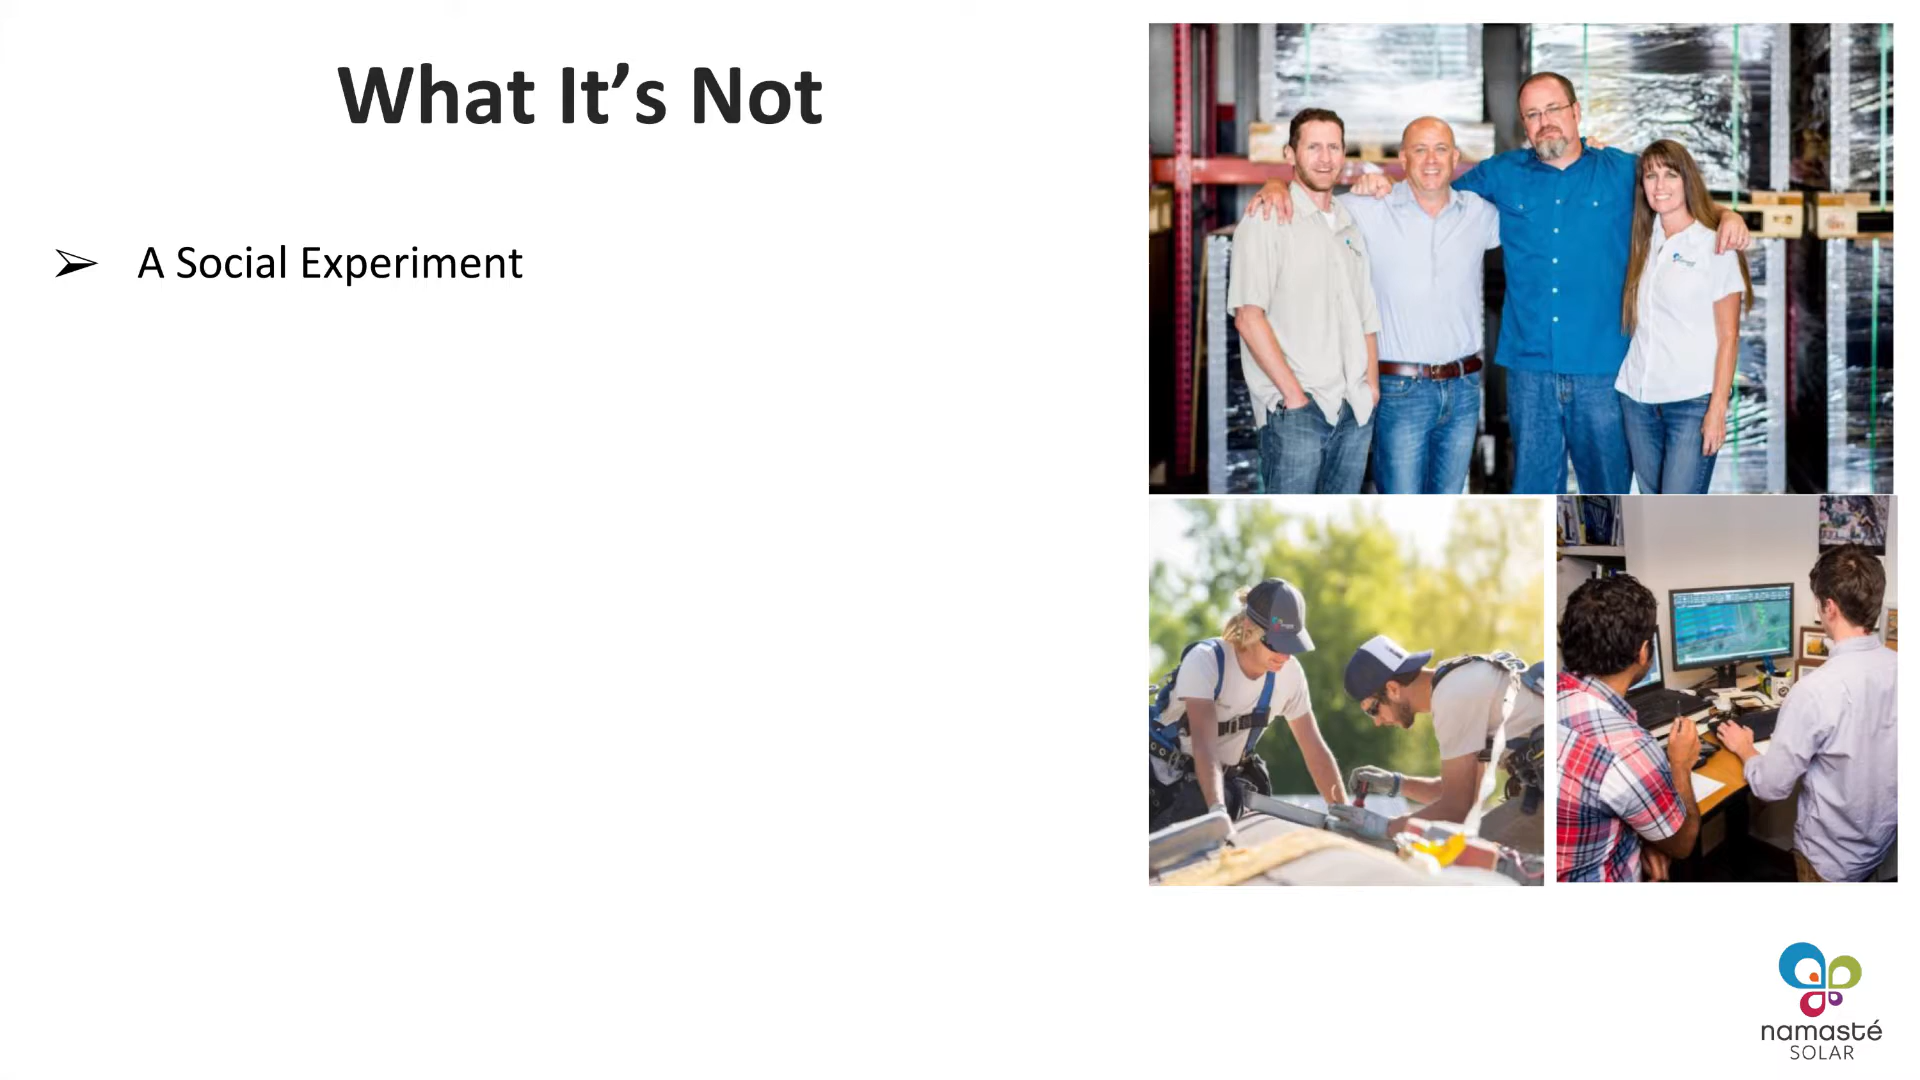 What It’s Not
➢ A Social Experiment
namasté
SOLAR